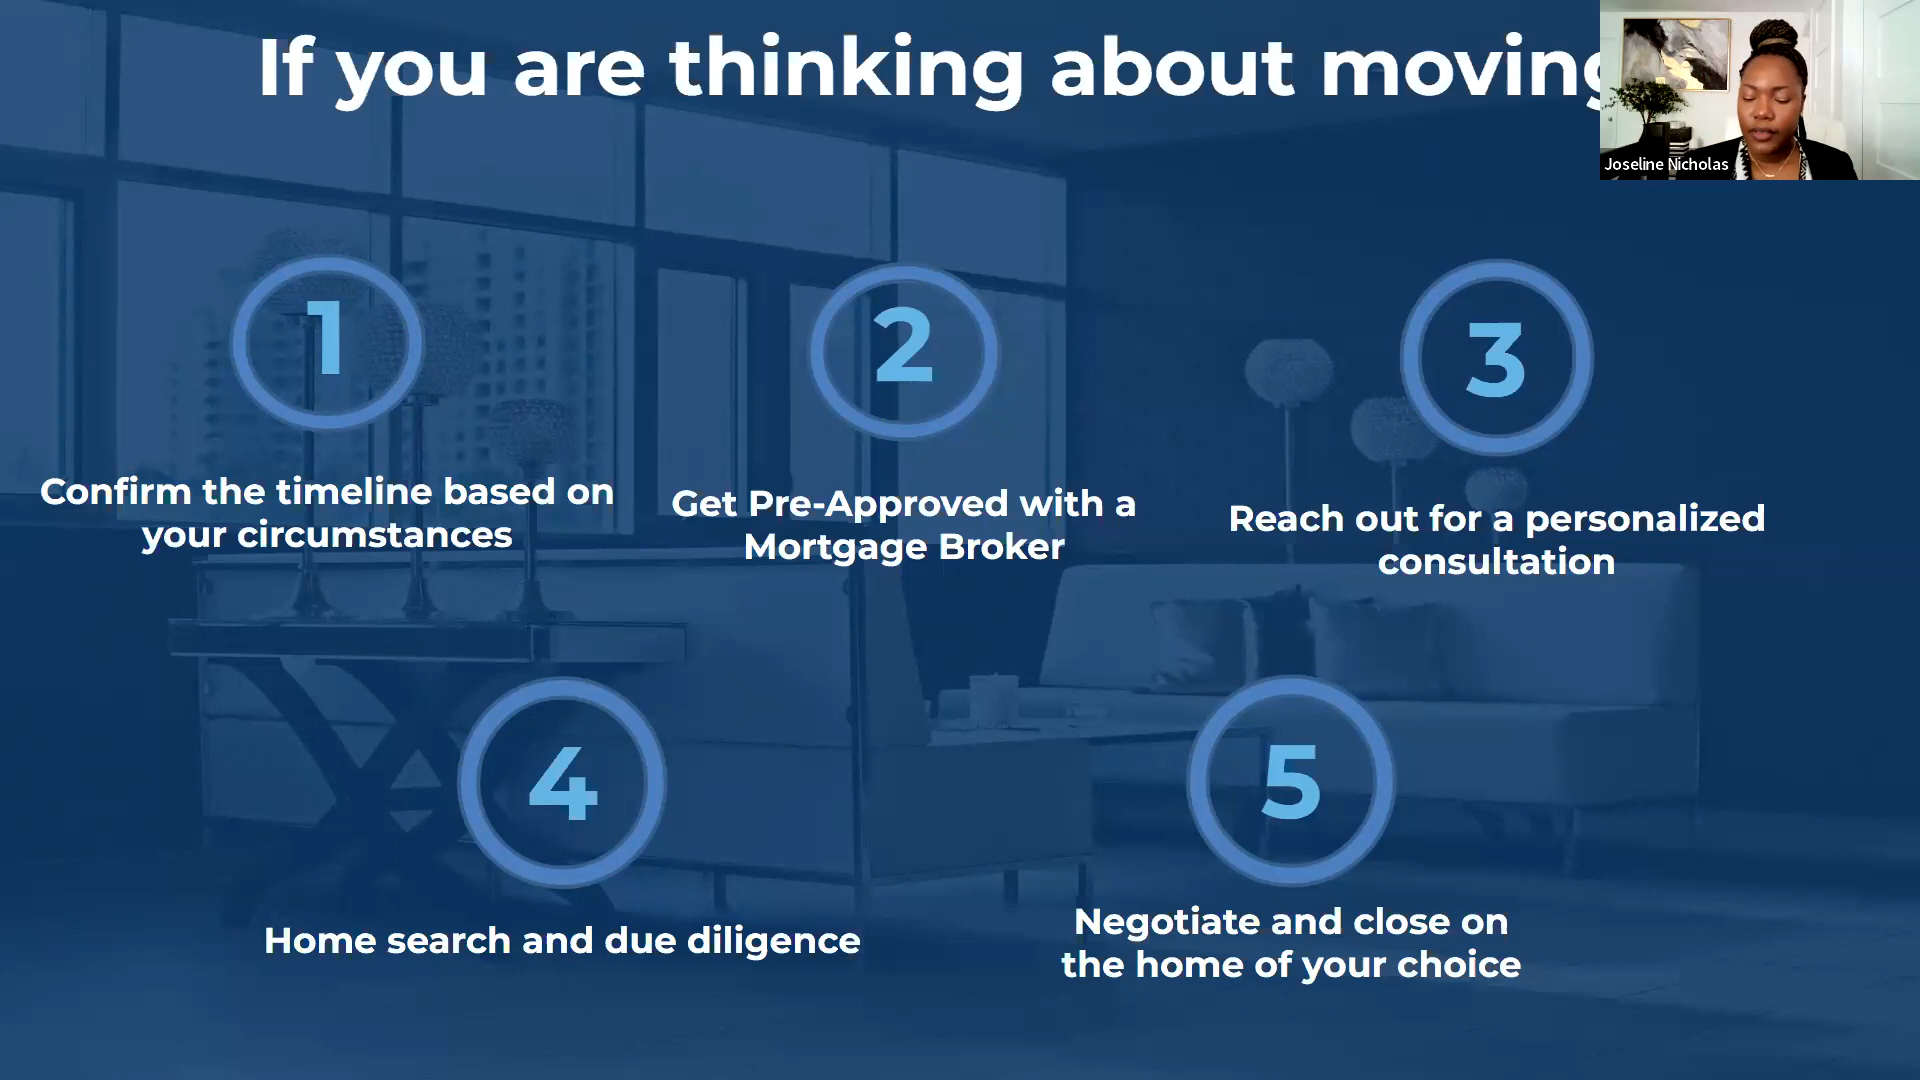 If you are thinking about moving
Joseline Nicholas
1
2
3
Confirm the timeline based on
your circumstances
Get Pre-Approved with a
Mortgage Broker
Reach out for a personalized
consultation
4
5
Home search and due diligence
Negotiate and close on
the home of your choice